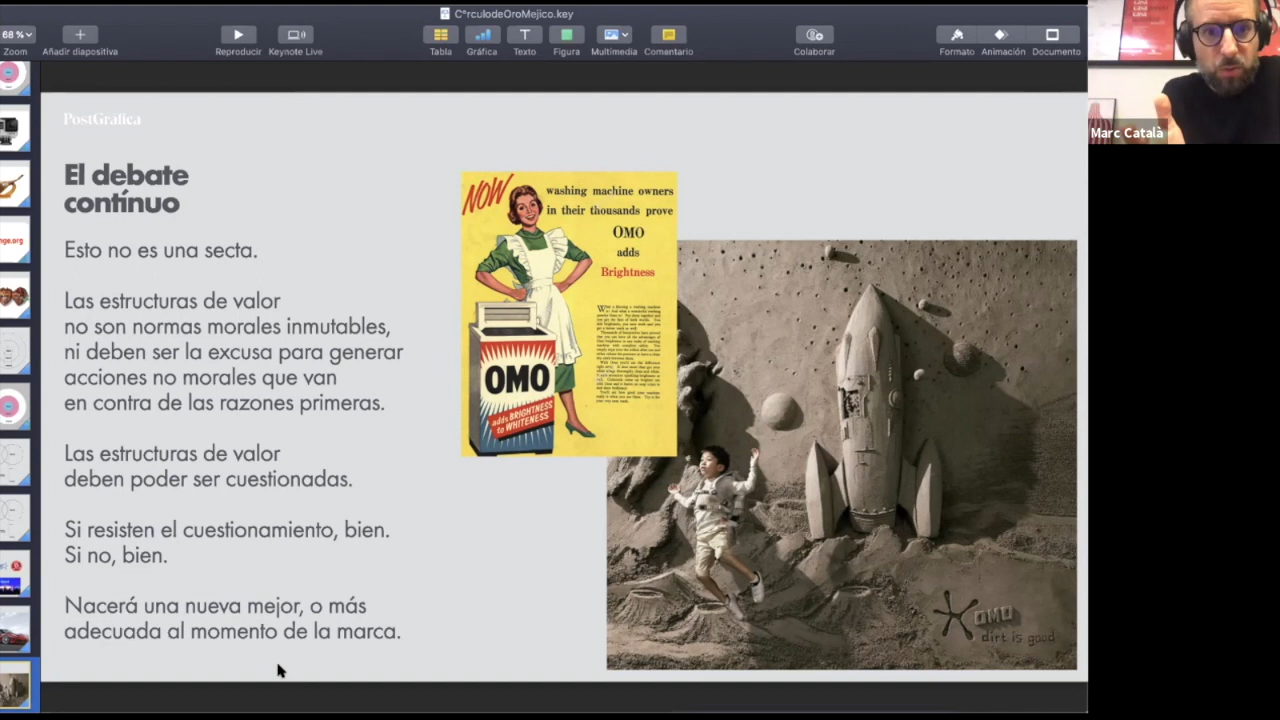 C°rculodeOroMejico.key
68 %
Zoom
Añadir diapositiva
Reproducir
Keynote Live
Tabla
Gráfica
Texto
Figura
Multimedia
Comentario
Colaborar
Formato
Animación
Documento
Marc Català
nge.org
PostGráfica
El debate
contínuo
Esto no es una secta.
Las estructuras de valor
no son normas morales inmutables,
ni deben ser la excusa para generar
acciones no morales que van
en contra de las razones primeras.
Las estructuras de valor
deben poder ser cuestionadas.
Si resisten el cuestionamiento, bien.
Si no, bien.
Nacerá una nueva mejor, o más
adecuada al momento de la marca.
NOW
washing machine owners
in their thousands prove
OMO
adds
Brightness
OMO
adds BRIGHTNESS
to WHITENESS
OMO
dirt is good